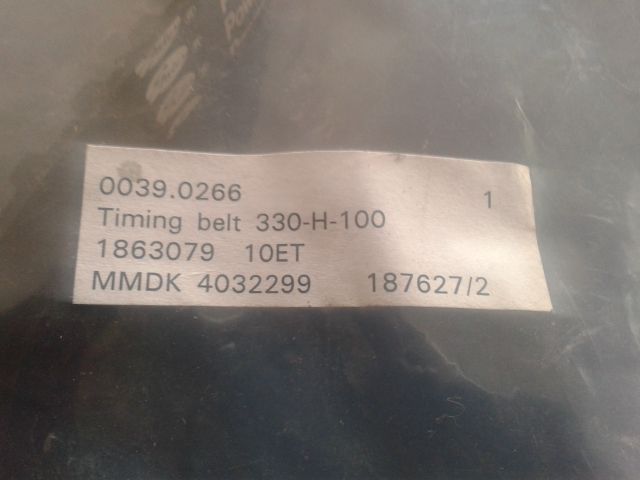 0039.0266 1
Timing belt 330-H-100
1863079 10ET
MMDK 4032299 187627/2